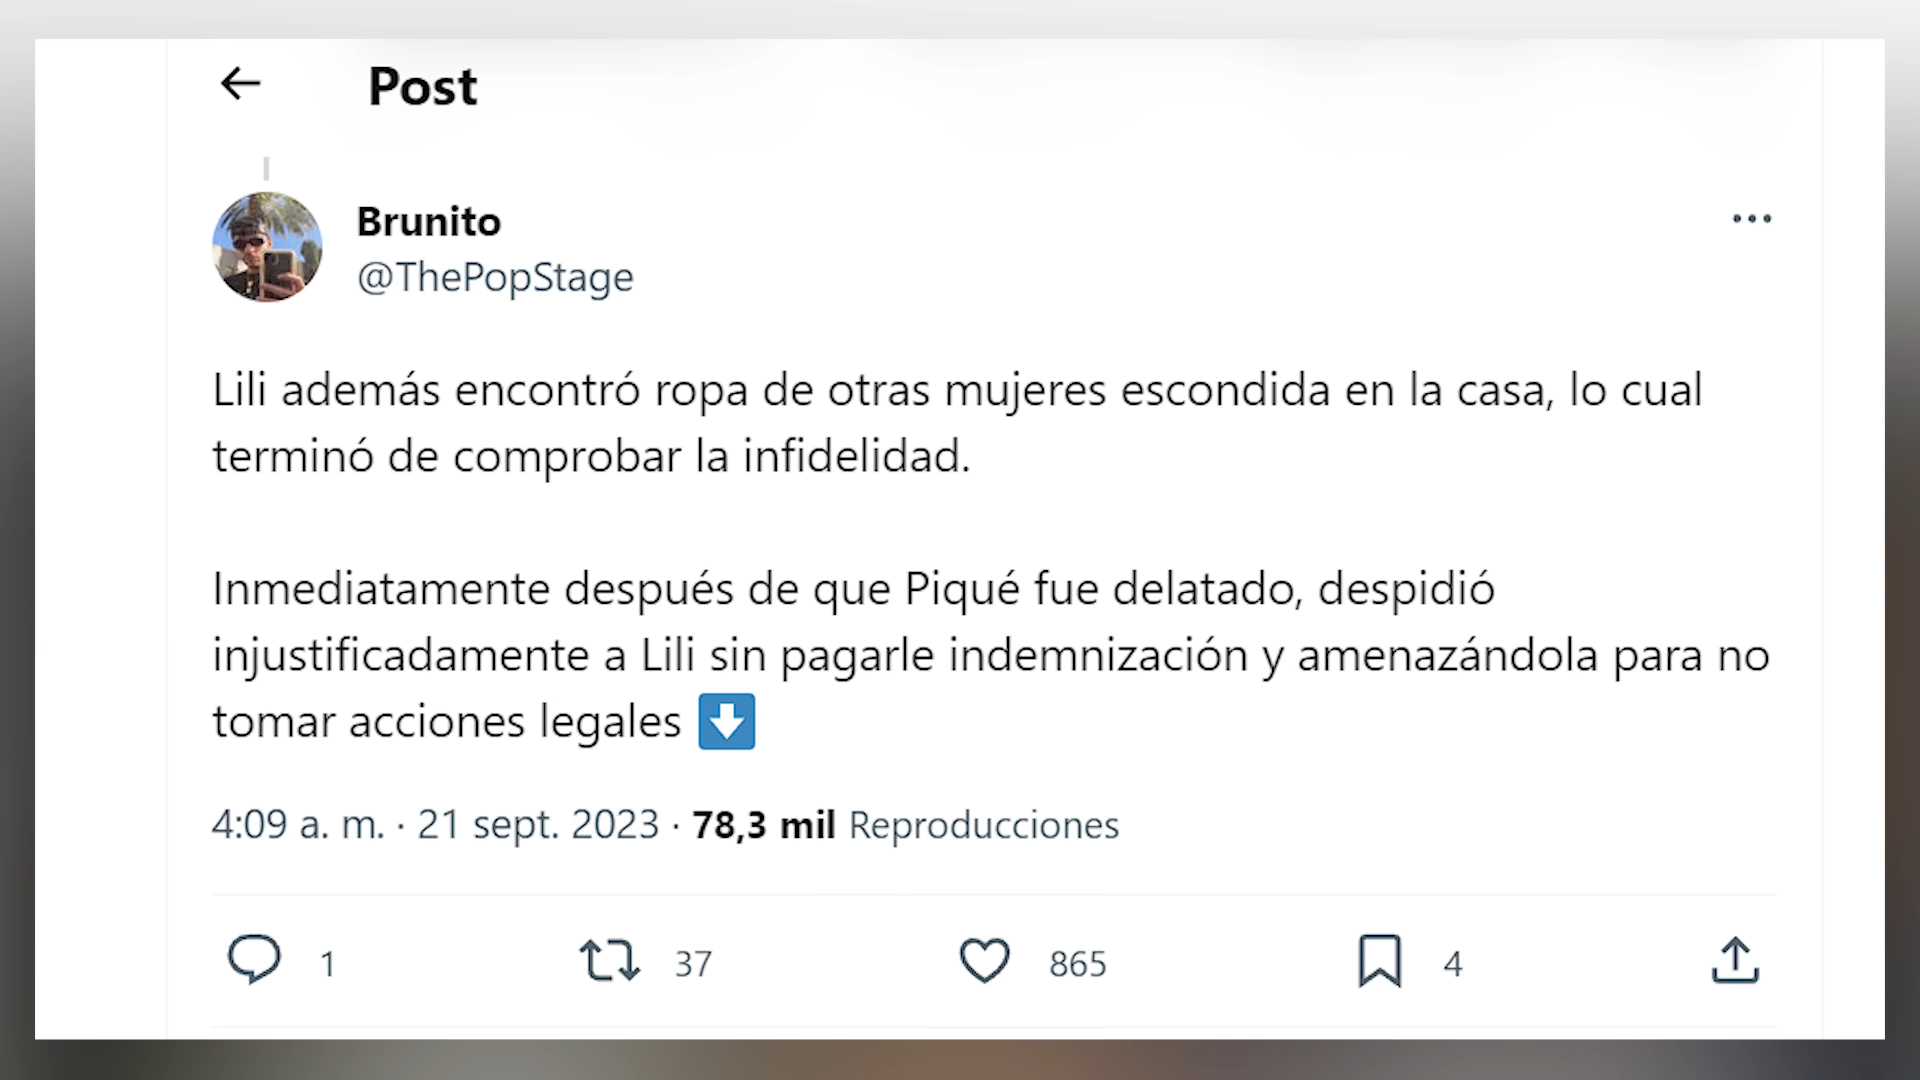 Post
Brunito
@ThePopStage
Lili además encontró ropa de otras mujeres escondida en la casa, lo cual
terminó de comprobar la infidelidad.
Inmediatamente después de que Piqué fue delatado, despidió
injustificadamente a Lili sin pagarle indemnización y amenazándola para no
tomar acciones legales ⬇️
4:09 a. m. · 21 sept. 2023 · 78,3 mil Reproducciones
1 37 865 4